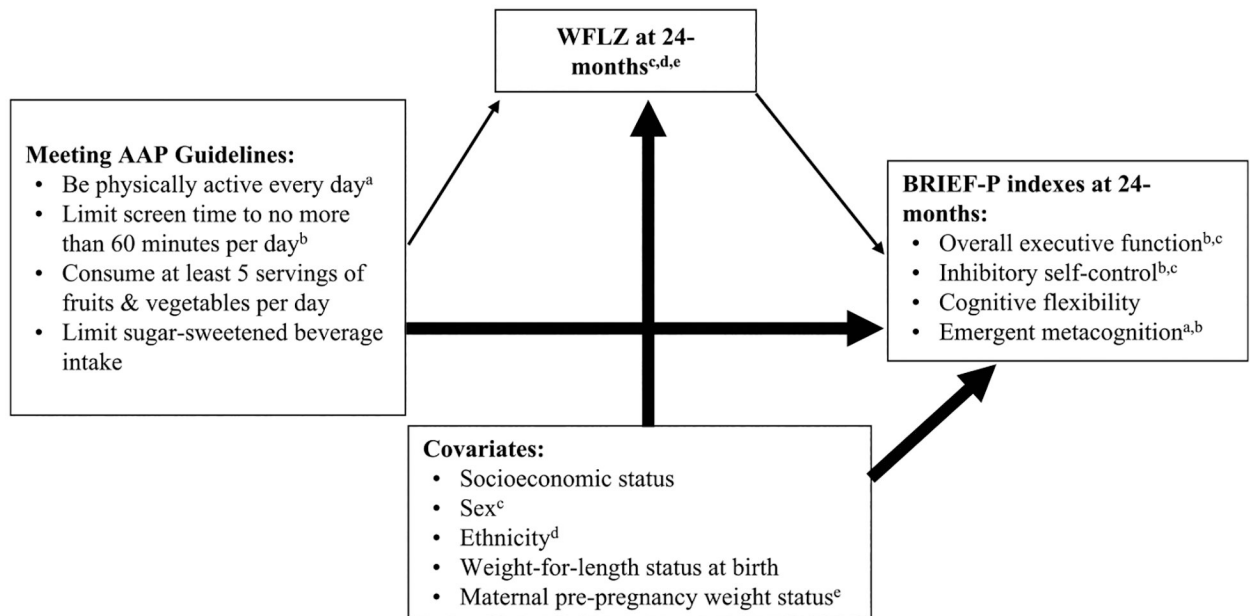 WFLZ at 24-
months^c,d,e
Meeting AAP Guidelines:
• Be physically active every day^a
• Limit screen time to no more
than 60 minutes per day^b
• Consume at least 5 servings of
fruits & vegetables per day
• Limit sugar-sweetened beverage
intake
BRIEF-P indexes at 24-
months:
• Overall executive function^b,c
• Inhibitory self-control^b,c
• Cognitive flexibility
• Emergent metacognition^a,b
Covariates:
• Socioeconomic status
• Sex^c
• Ethnicity^d
• Weight-for-length status at birth
• Maternal pre-pregnancy weight status^e